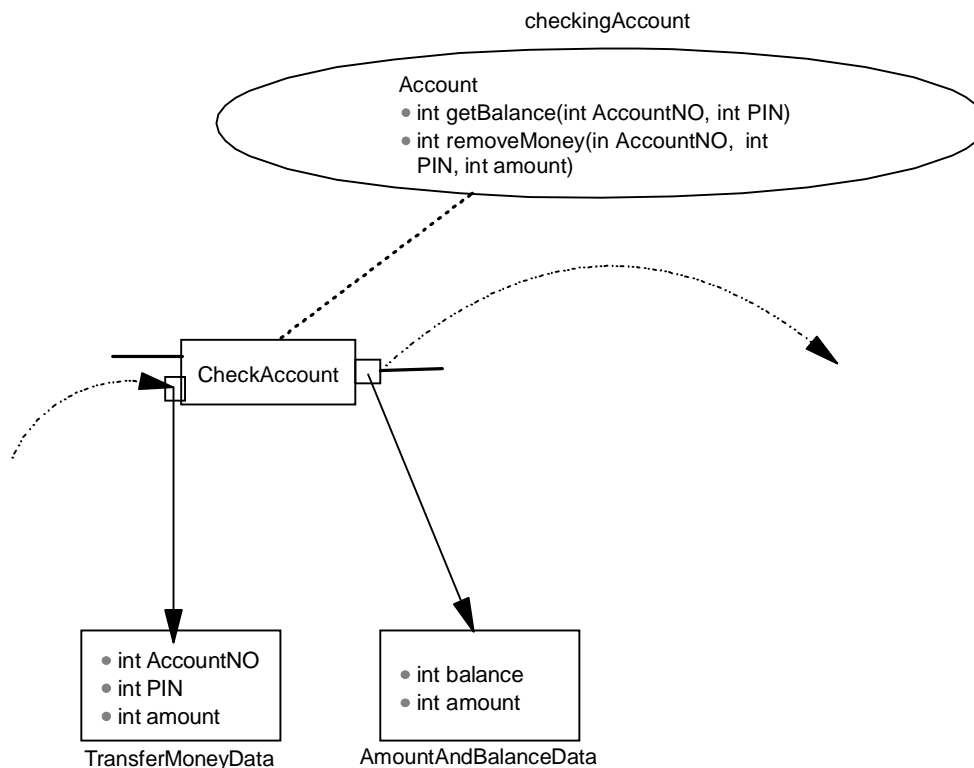 checkingAccount
Account
• int getBalance(int AccountNO, int PIN)
• int removeMoney(in AccountNO, int
PIN, int amount)
CheckAccount
• int AccountNO
• int PIN
• int amount
TransferMoneyData
• int balance
• int amount
AmountAndBalanceData